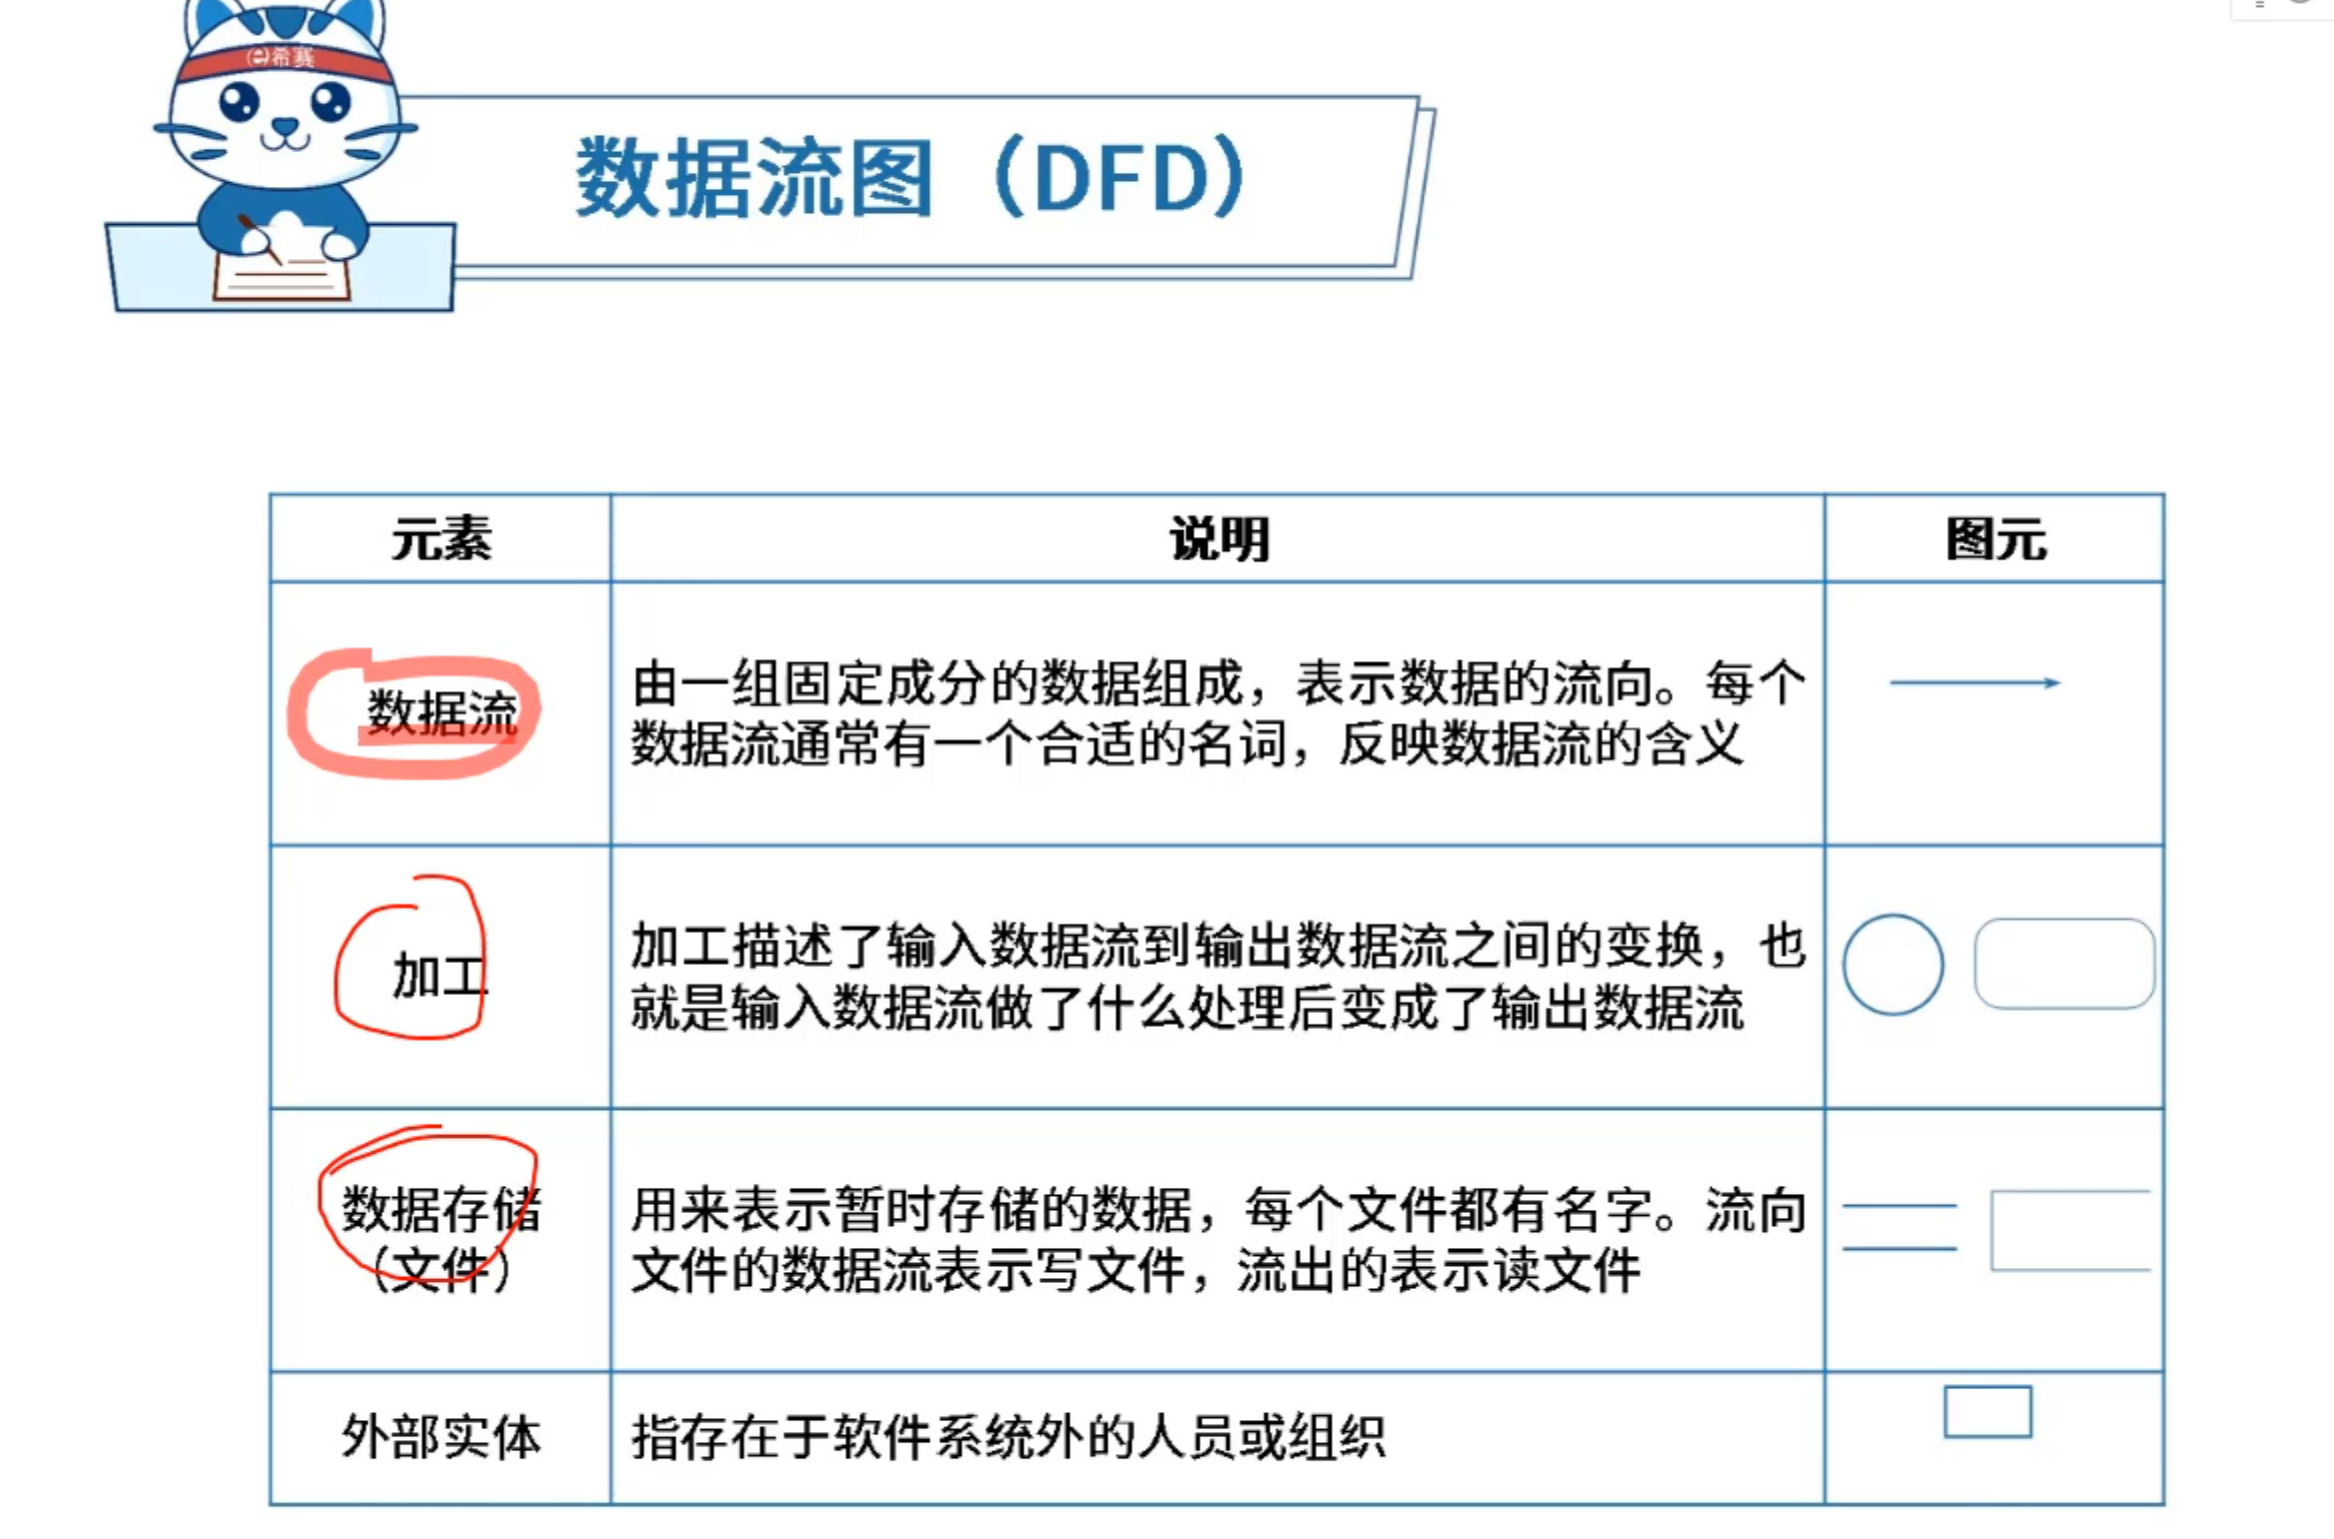 希赛
数据流图（DFD）
元素
说明
图元
数据流
由一组固定成分的数据组成，表示数据的流向。每个
数据流通常有一个合适的名词，反映数据流的含义
加工
加工描述了输入数据流到输出数据流之间的变换，也
就是输入数据流做了什么处理后变成了输出数据流
数据存储
（文件）
用来表示暂时存储的数据，每个文件都有名字。流向
文件的数据流表示写文件，流出的表示读文件
外部实体
指存在于软件系统外的人员或组织